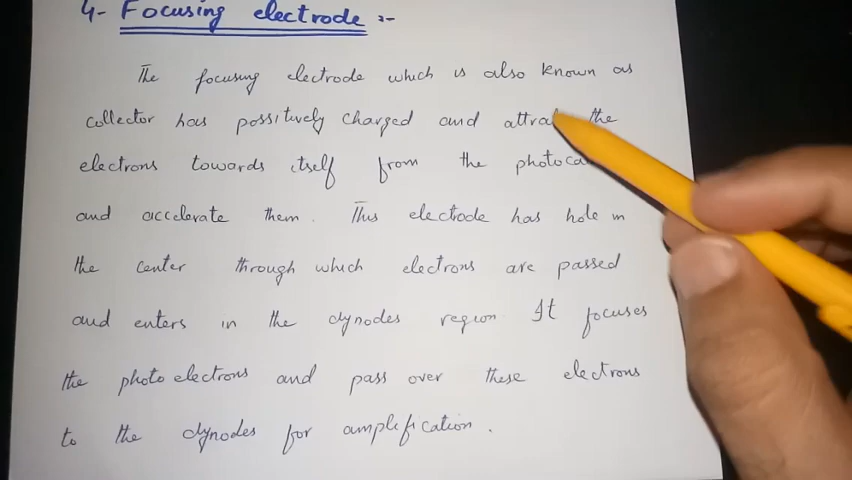 4- Focusing electrode :-
The focusing electrode which is also known as
collector has possitively charged and the
electrons towards itself from the
and accelerate them. This electode has hole in
the center through which electrons are passed
and enters in the dynodes region It focuses
the photo electrons and pass over these electrons
to the dynodes for amplification.